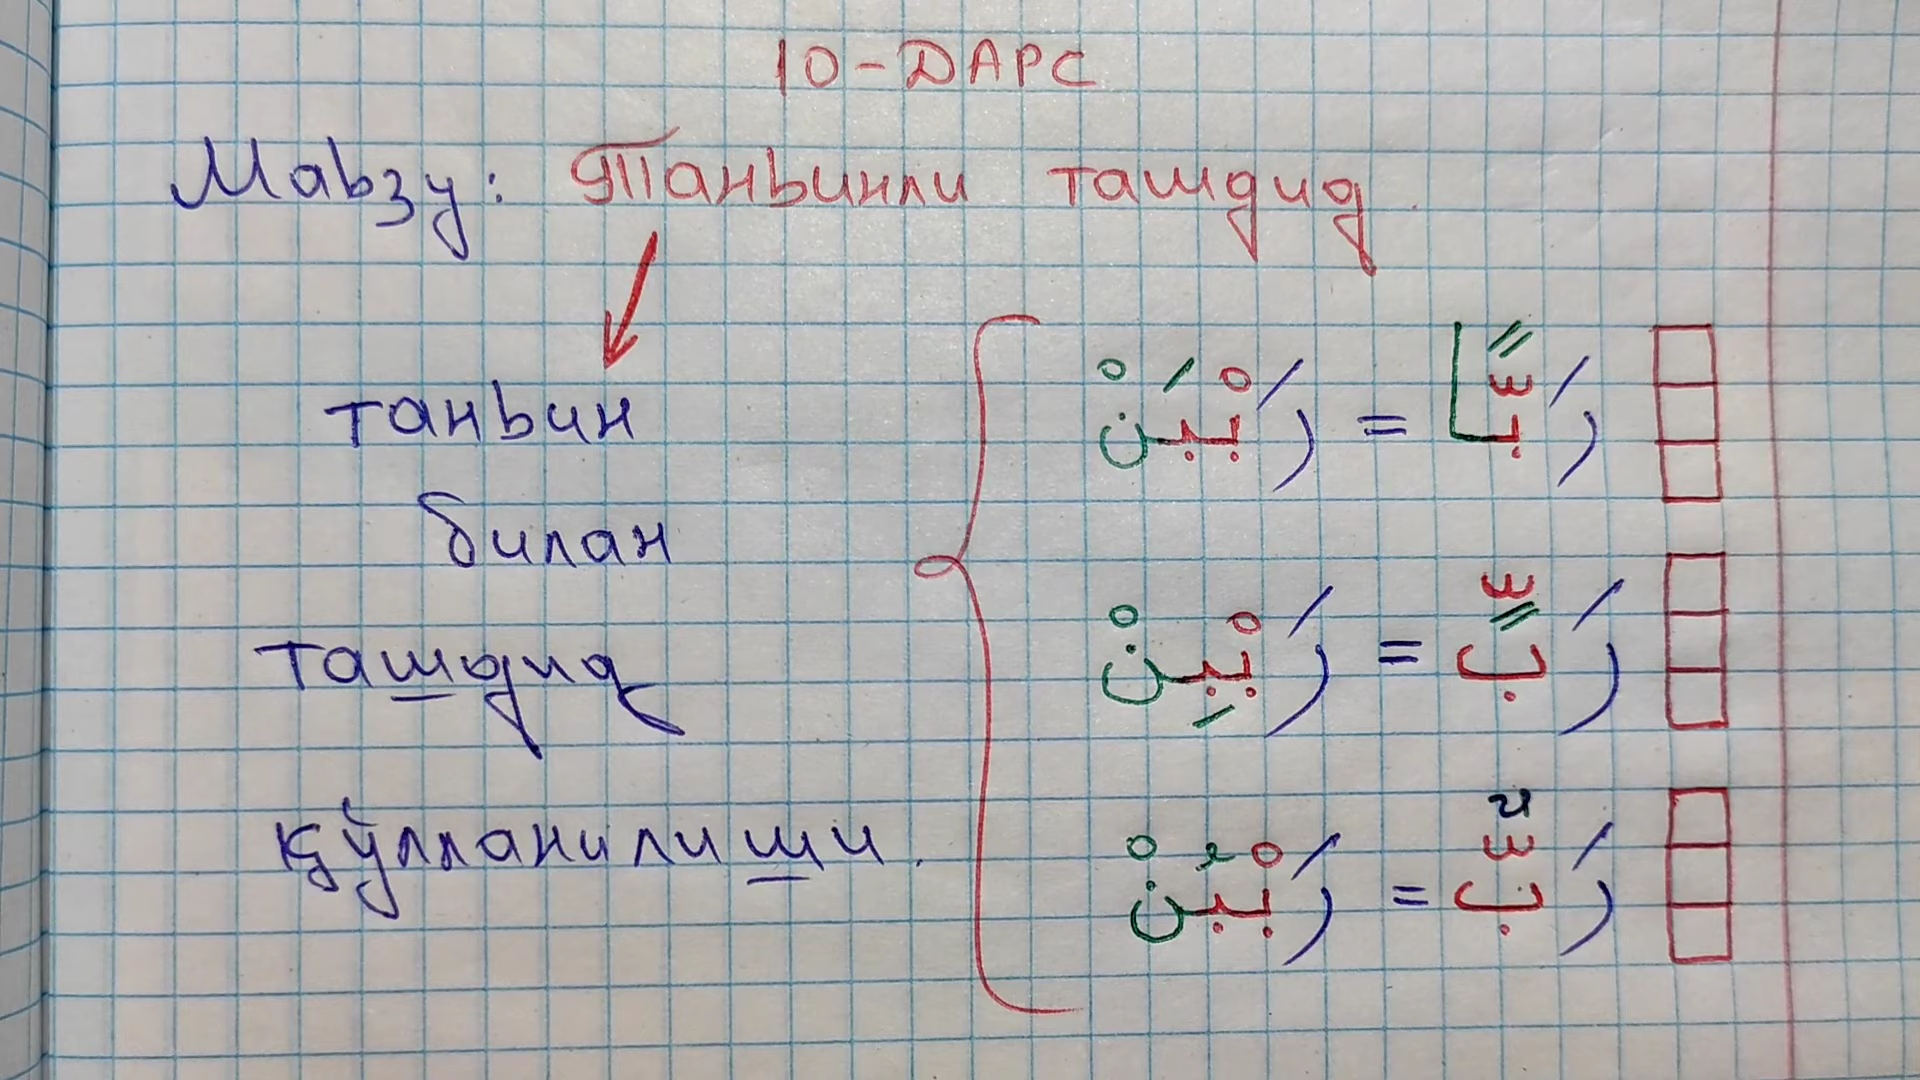 10-ДАРС
Мавзу: Танвинли ташдид.
танвин
билан
ташдид
қўлланилиши.
رَبًّا = رَبْبَنْ
رَبٍّ = رَبْبِنْ
رَبٌّ = رَبْبُنْ